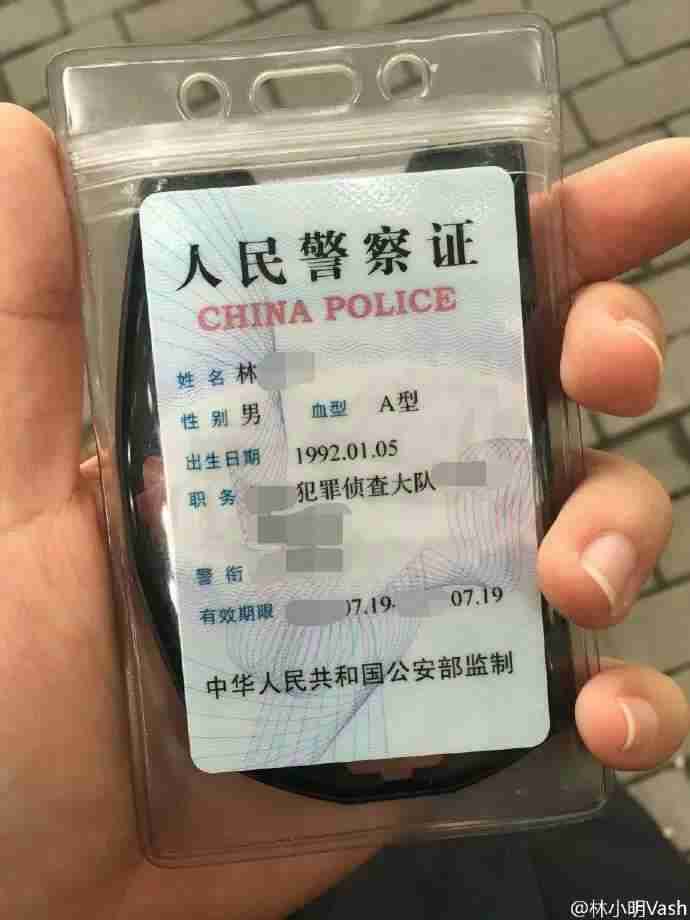 人民警察证
CHINA POLICE
姓名 林
性别 男 血型 A型
出生日期 1992.01.05
职务 犯罪侦查大队
警衔
有效期限 07.19- 07.19
中华人民共和国公安部监制
@林小明Vash